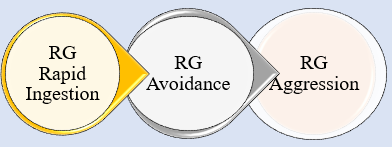 RG
Rapid
Ingestion
RG
Avoidance
RG
Aggression